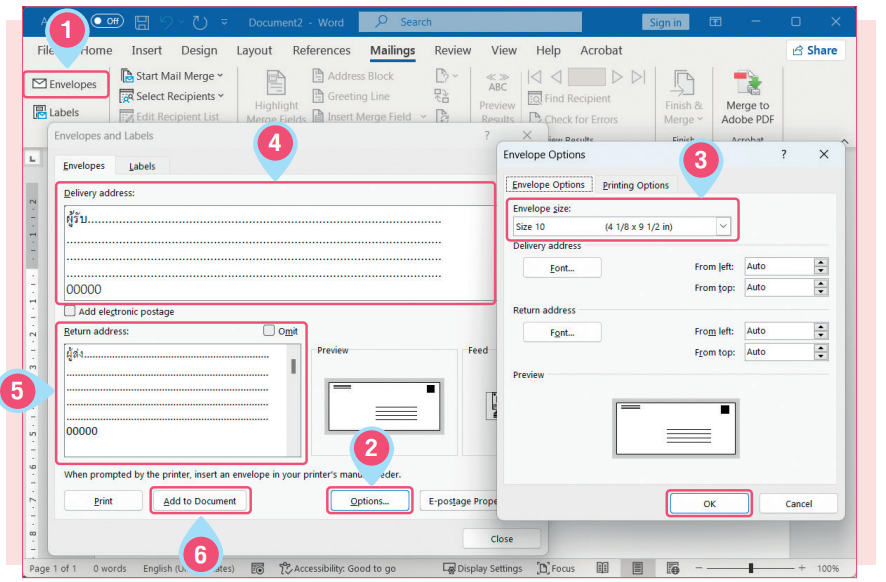 1
Off
Document2 - Word
Search
Sign in
Home Insert Design Layout References Mailings Review View Help Acrobat
Share
Envelopes
Labels
Start Mail Merge
Select Recipients
Edit Recipient List
Highlight
Merge Fields
Address Block
Greeting Line
Insert Merge Field
ABC
Preview
Results
Find Recipient
Check for Errors
Finish &
Merge
Merge to
Adobe PDF
Preview Results
Finish
Acrobat
Envelopes and Labels
?
4
Envelopes Labels
Delivery address:
ผู้รับ..........................................................................................
..........................................................................................
..........................................................................................
..........................................................................................
00000
Add electronic postage
Return address:
Omit
5
ผู้ส่ง..........................................................
..........................................................
..........................................................
..........................................................
..........................................................
00000
Preview
Feed
2
When prompted by the printer, insert an envelope in your printer's
Print
Add to Document
Options...
Close
6
Envelope Options
?
3
Envelope Options Printing Options
Envelope size:
Size 10 (4 1/8 x 9 1/2 in)
Delivery address
Font...
From left: Auto
From top: Auto
Return address
Font...
From left: Auto
From top: Auto
Preview
OK
Cancel
Page 1 of 1 0 words English
Accessibility: Good to go
Display Settings
Focus
100%